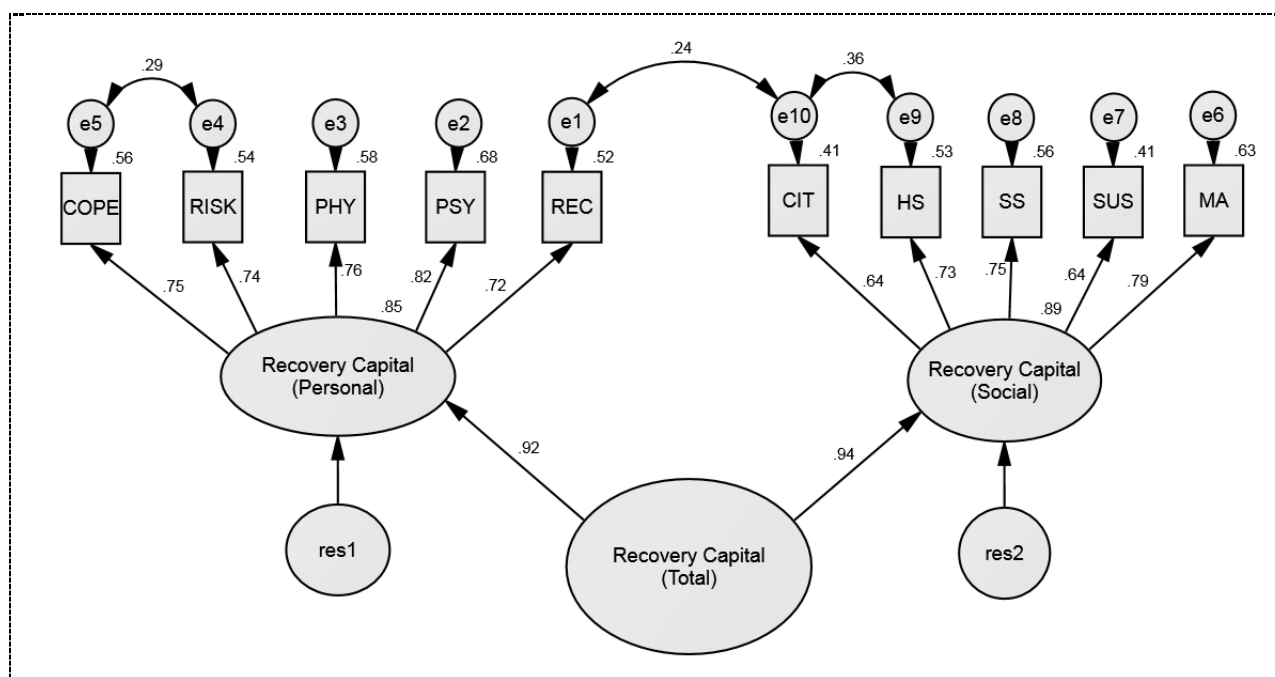 .29
.24
.36
e5
e4
e3
e2
e1
e10
e9
e8
e7
e6
.56
.54
.58
.68
.52
.41
.53
.56
.41
.63
COPE
RISK
PHY
PSY
REC
CIT
HS
SS
SUS
MA
.75
.74
.76
.82
.72
.64
.73
.75
.64
.79
.85
.89
Recovery Capital
(Personal)
Recovery Capital
(Social)
.92
.94
res1
Recovery Capital
(Total)
res2